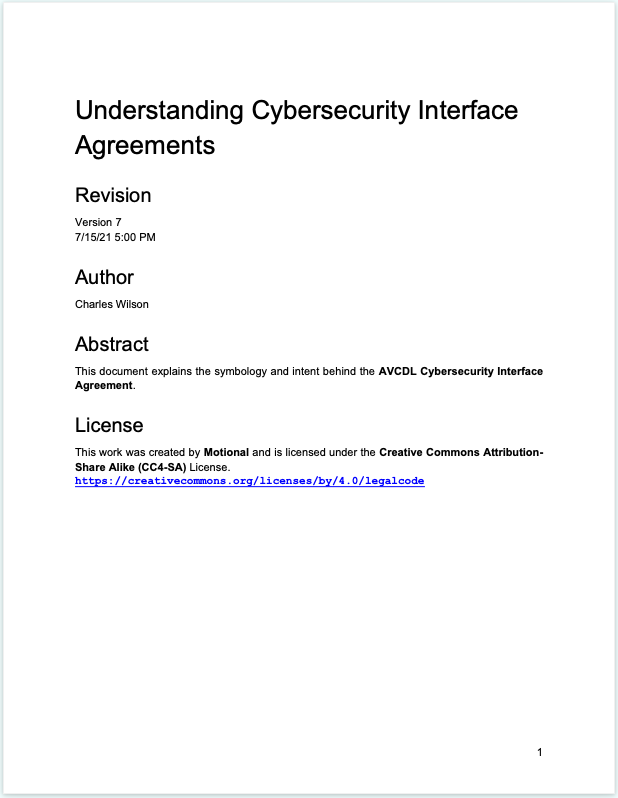 Understanding Cybersecurity Interface
Agreements
Revision
Version 7
7/15/21 5:00 PM
Author
Charles Wilson
Abstract
This document explains the symbology and intent behind the AVCDL Cybersecurity Interface
Agreement.
License
This work was created by Motional and is licensed under the Creative Commons Attribution-
Share Alike (CC4-SA) License.
https://creativecommons.org/licenses/by/4.0/legalcode
1